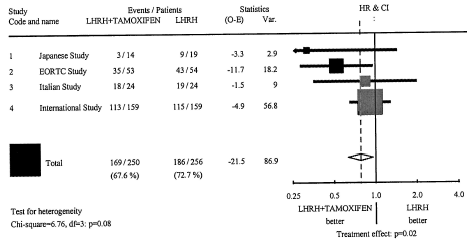 Study Events / Patients Statistics HR & CI
Code and name LHRH+TAMOXIFEN LHRH (O-E) Var.
1 Japanese Study 3/14 9/19 -3.3 2.9
2 EORTC Study 35/53 43/54 -11.7 18.2
3 Italian Study 18/24 19/24 -1.5 9
4 International Study 113/159 115/159 -4.9 56.8
Total 169/250 186/256 -21.5 86.9
(67.6 %) (72.7 %)
0.25 0.5 1.0 2.0 4.0
Test for heterogeneity LHRH+TAMOXIFEN LHRH
Chi-square=6.76, df=3: p=0.08 better better
Treatment effect: p=0.02